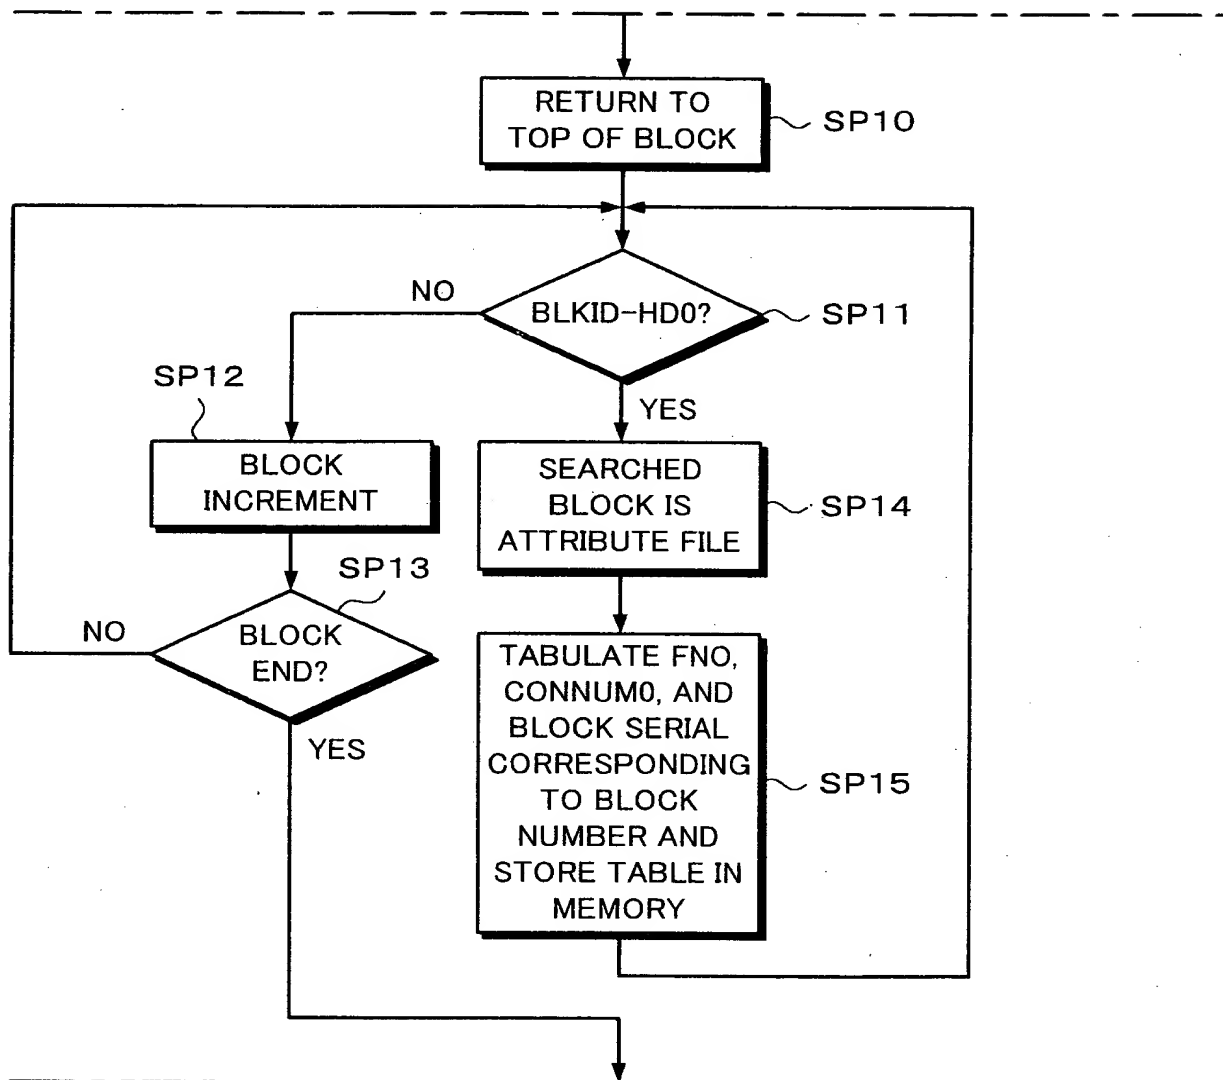 RETURN TO
TOP OF BLOCK
SP10
NO
BLKID-HD0?
SP11
SP12
YES
BLOCK
INCREMENT
SEARCHED
BLOCK IS
ATTRIBUTE FILE
SP14
SP13
NO
BLOCK
END?
YES
TABULATE FNO,
CONNUM0, AND
BLOCK SERIAL
CORRESPONDING
TO BLOCK
NUMBER AND
STORE TABLE IN
MEMORY
SP15